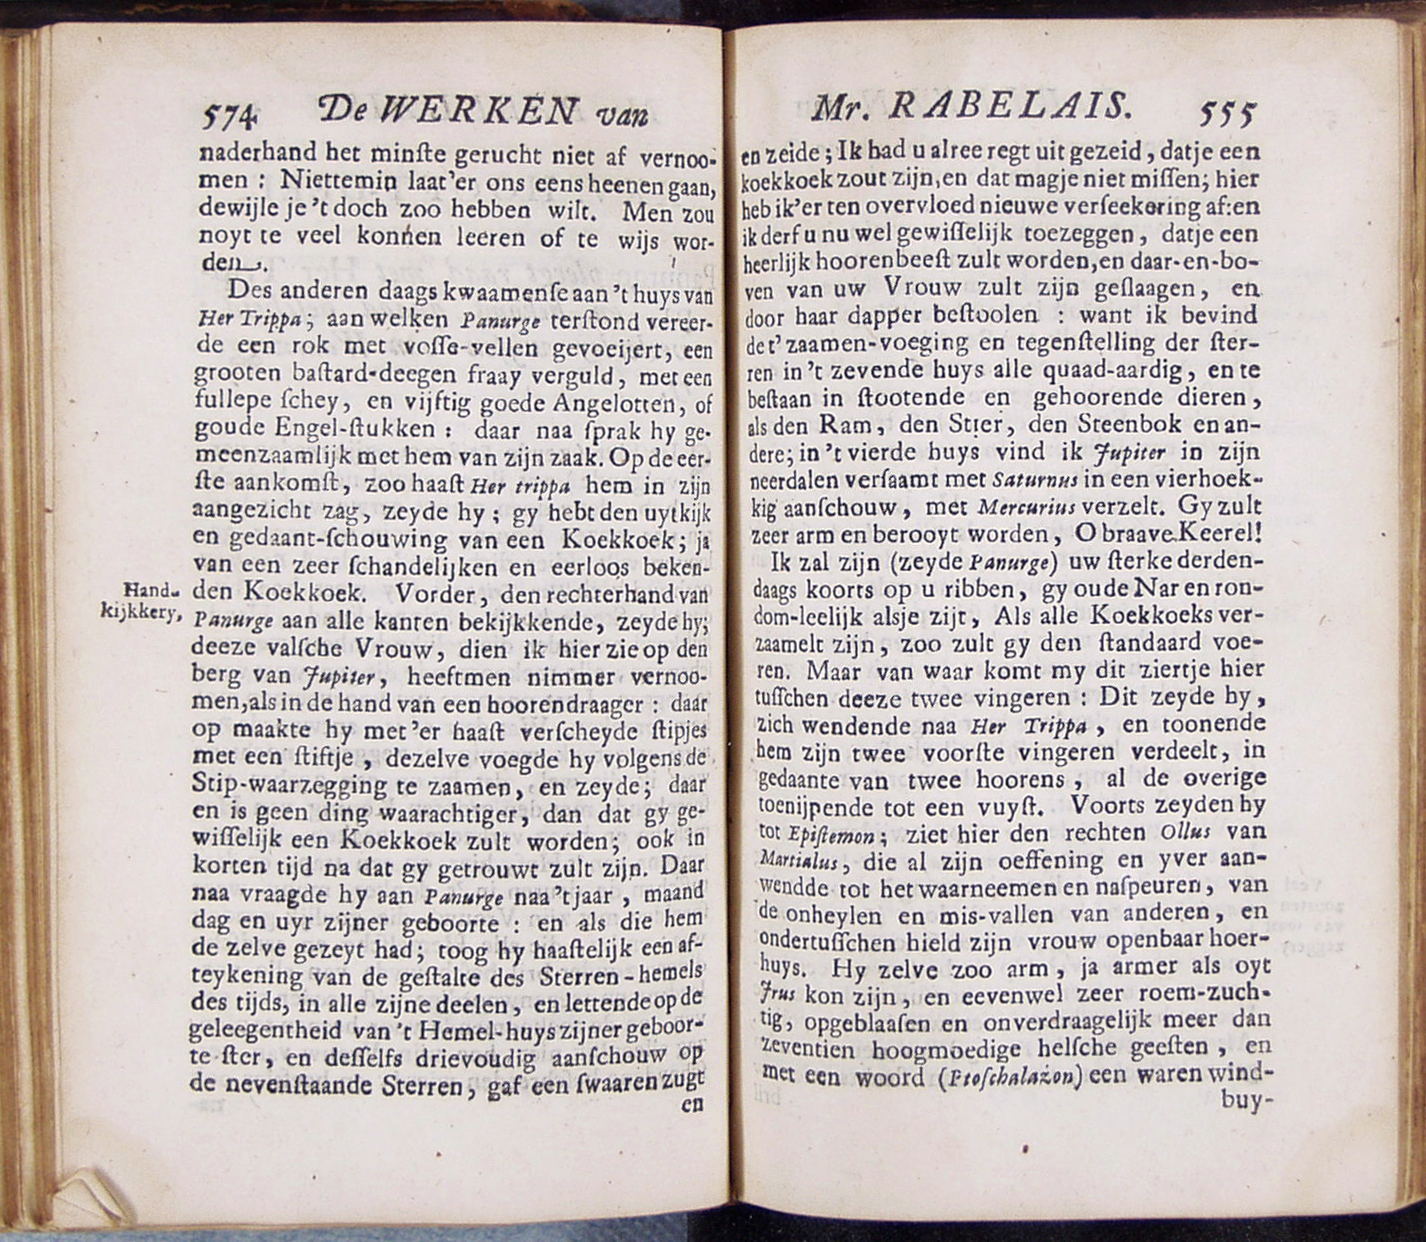 574 De WERKEN van
naderhand het minſte gerucht niet af vernoo-
men : Niettemin laat'er ons eens heenen gaan,
dewijle je 't doch zoo hebben wilt. Men zou
noyt te veel konnen leeren of te wijs wor-
den.
Des anderen daags kwaamenſe aan 't huys van
Her Trippa; aan welken Panurge terſtond vereer-
de een rok met voſſe-vellen gevoeijert, een
grooten baſtard-deegen fraay verguld, met een
fullepe ſchey, en vijftig goede Angelotten, of
goude Engel-ſtukken : daar naa ſprak hy ge-
meenzaamlijk met hem van zijn zaak. Op de eer-
ſte aankomſt, zoo haaſt Her trippa hem in zijn
aangezicht zag, zeyde hy ; gy hebt den uytkijk
en gedaant-ſchouwing van een Koekkoek; ja
van een zeer ſchandelijken en eerloos beken-
Hand-
kijkkery,
den Koekkoek. Vorder, den rechterhand van
Panurge aan alle kanten bekijkkende, zeyde hy;
deeze valſche Vrouw, dien ik hier zie op den
berg van Jupiter, heeftmen nimmer vernoo-
men, als in de hand van een hoorendraager : daar
op maakte hy met'er haaſt verſcheyde ſtipjes
met een ſtiftje , dezelve voegde hy volgens de
Stip-waarzegging te zaamen, en zeyde; daar
en is geen ding waarachtiger, dan dat gy ge-
wiſſelijk een Koekkoek zult worden; ook in
korten tijd na dat gy getrouwt zult zijn. Daar
naa vraagde hy aan Panurge naa 't jaar , maand
dag en uyr zijner geboorte : en als die hem
de zelve gezeyt had; toog hy haaſtelijk een af-
teykening van de geſtalte des Sterren-hemels
des tijds, in alle zijne deelen, en lettende op de
geleegentheid van 't Hemel-huys zijner geboor-
te ſter, en deſſelfs drievoudig aanſchouw op
de nevenſtaande Sterren, gaf een ſwaaren zugt
en
Mr. RABELAIS. 555
en zeide ; Ik had u alree regt uit gezeid, datje een
koekkoek zout zijn, en dat magje niet miſſen; hier
heb ik'er ten overvloed nieuwe verſeekering af: en
ik derf u nu wel gewiſſelijk toezeggen, datje een
heerlijk hoorenbeeſt zult worden, en daar-en-bo-
ven van uw Vrouw zult zijn geſlaagen, en
door haar dapper beſtoolen : want ik bevind
de t'zaamen-voeging en tegenſtelling der ſter-
ren in 't zevende huys alle quaad-aardig, en te
beſtaan in ſtootende en gehoorende dieren,
als den Ram, den Stier, den Steenbok en an-
dere; in 't vierde huys vind ik Jupiter in zijn
neerdalen verſaamt met Saturnus in een vierhoek-
kig aanſchouw, met Mercurius verzelt. Gy zult
zeer arm en berooyt worden, O braave Keerel!
Ik zal zijn (zeyde Panurge) uw ſterke derden-
daags koorts op u ribben, gy oude Nar en ron-
dom-leelijk alsje zijt, Als alle Koekkoeks ver-
zaamelt zijn, zoo zult gy den ſtandaard voe-
ren. Maar van waar komt my dit ziertje hier
tuſſchen deeze twee vingeren : Dit zeyde hy,
zich wendende naa Her Trippa , en toonende
hem zijn twee voorſte vingeren verdeelt, in
gedaante van twee hoorens , al de overige
toenijpende tot een vuyſt. Voorts zeyden hy
tot Epiſtemon; ziet hier den rechten Ollus van
Martialus, die al zijn oeffening en yver aan-
wendde tot het waarneemen en naſpeuren, van
de onheylen en mis-vallen van anderen, en
ondertuſſchen hield zijn vrouw openbaar hoer-
huys. Hy zelve zoo arm, ja armer als oyt
Jrus kon zijn, en eevenwel zeer roem-zuch-
tig, opgeblaaſen en onverdraagelijk meer dan
zeventien hoogmoedige helſche geeſten , en
met een woord (Ptoſchalazon) een waren wind-
buy-